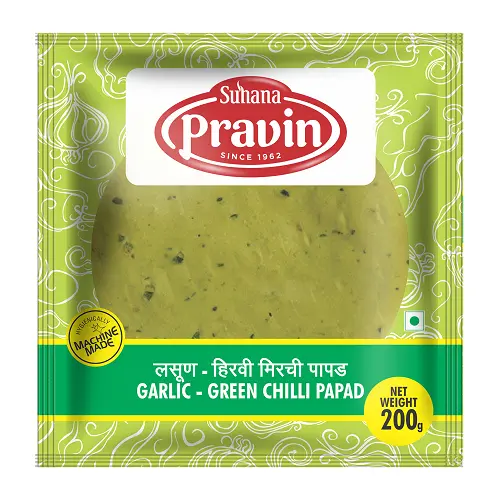 Suhana
Pravin
SINCE 1962
HYGIENICALLY
MACHINE
MADE
लसूण - हिरवी मिरची पापड
GARLIC - GREEN CHILLI PAPAD
NET
WEIGHT
200g